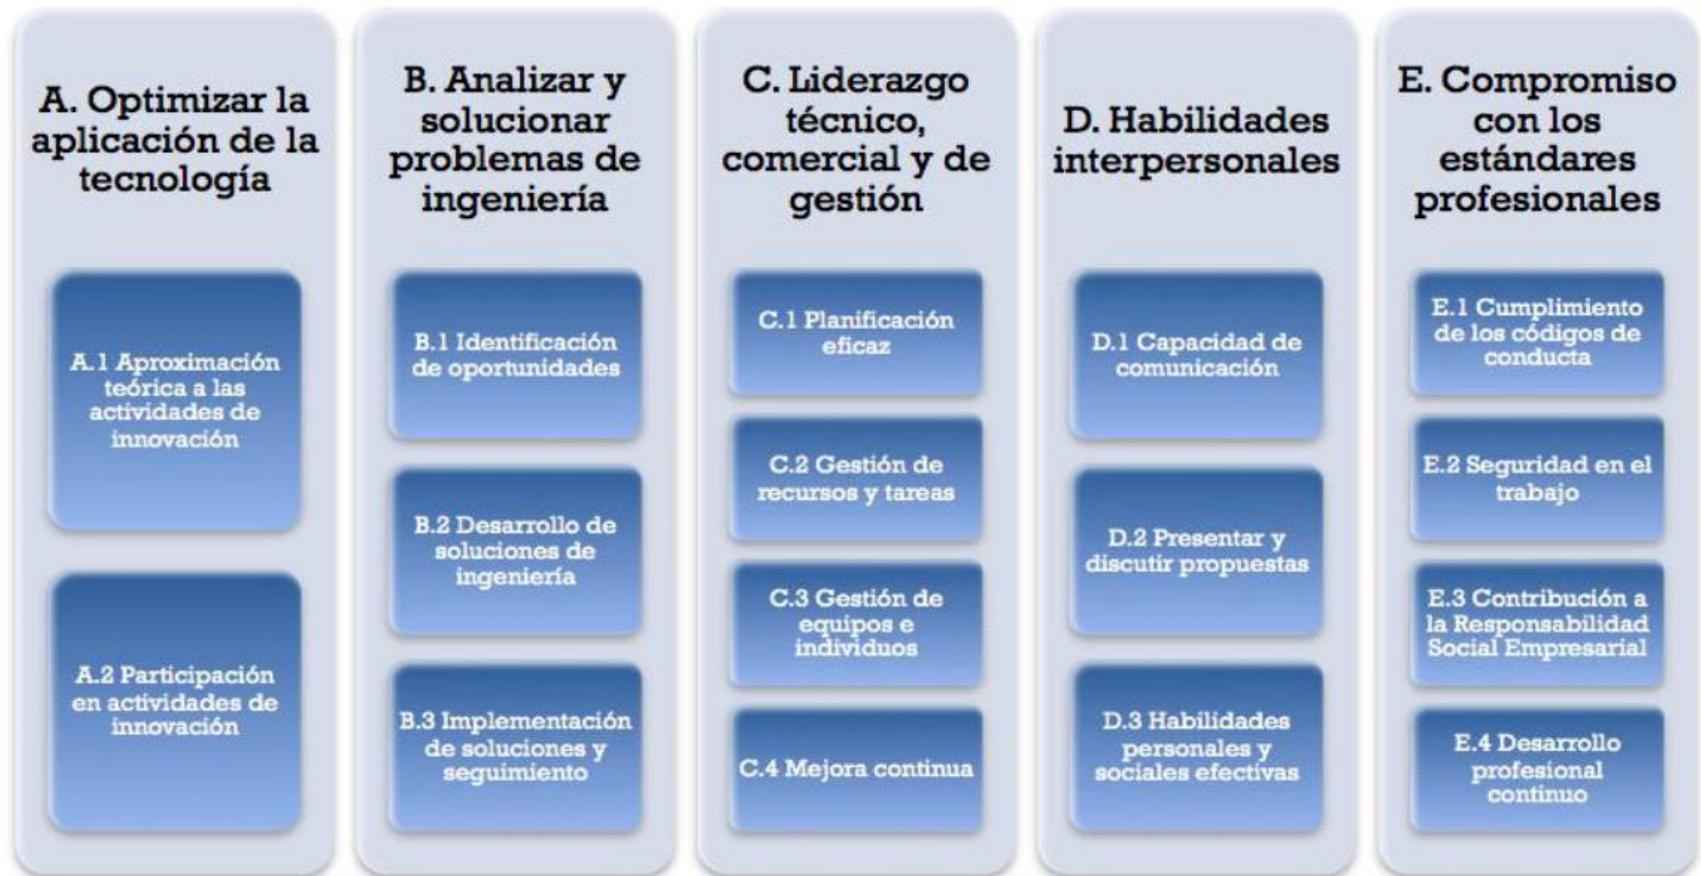 A. Optimizar la
aplicación de la
tecnología
A.1 Aproximación
teórica a las
actividades de
innovación
A.2 Participación
en actividades de
innovación
B. Analizar y
solucionar
problemas de
ingeniería
B.1 Identificación
de oportunidades
B.2 Desarrollo de
soluciones de
ingeniería
B.3 Implementación
de soluciones y
seguimiento
C. Liderazgo
técnico,
comercial y de
gestión
C.1 Planificación
eficaz
C.2 Gestión de
recursos y tareas
C.3 Gestión de
equipos e
individuos
C.4 Mejora continua
D. Habilidades
interpersonales
D.1 Capacidad de
comunicación
D.2 Presentar y
discutir propuestas
D.3 Habilidades
personales y
sociales efectivas
E. Compromiso
con los
estándares
profesionales
E.1 Cumplimiento
de los códigos de
conducta
E.2 Seguridad en el
trabajo
E.3 Contribución a
la Responsabilidad
Social Empresarial
E.4 Desarrollo
profesional
continuo